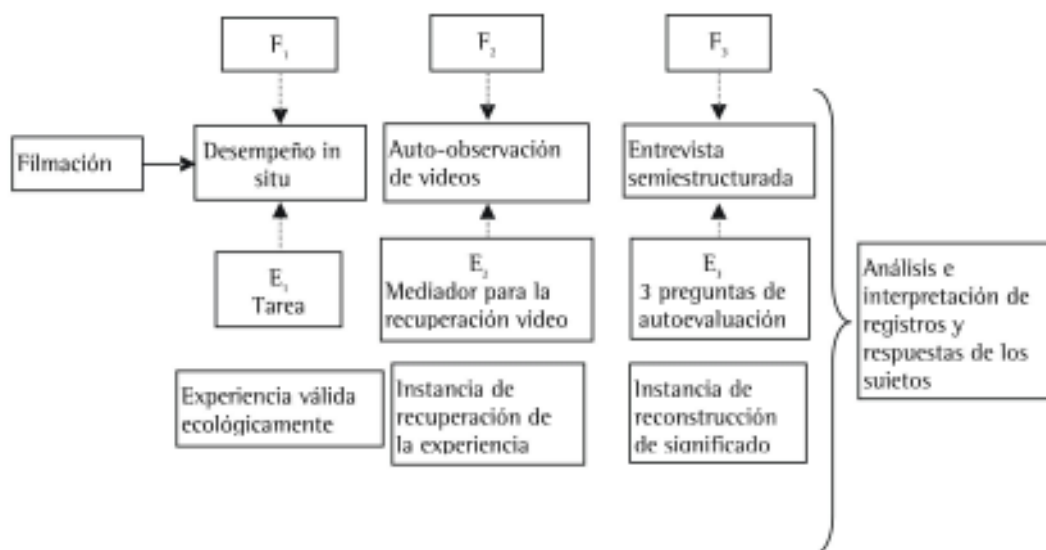 F₁
F₂
F₃
Filmación
Desempeño in
situ
Auto-observación
de videos
Entrevista
semiestructurada
E₁
Tarea
E₂
Mediador para la
recuperación video
E₃
3 preguntas de
autoevaluación
Experiencia válida
ecológicamente
Instancia de
recuperación de
la experiencia
Instancia de
reconstrucción
de significado
Análisis e
interpretación de
registros y
respuestas de los
sujetos